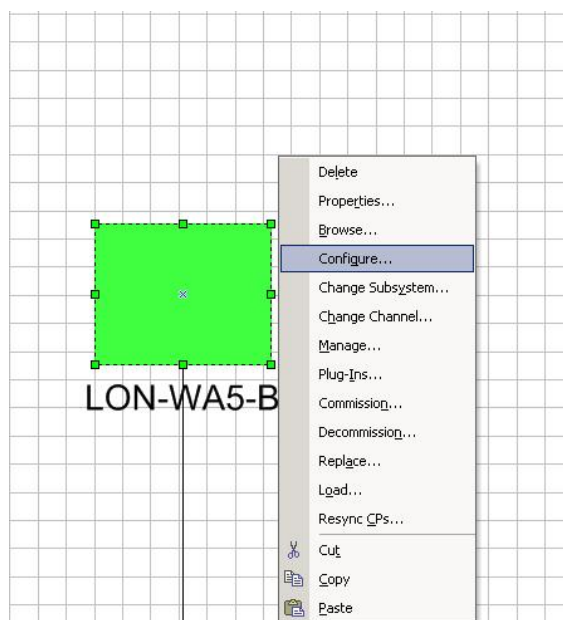 Delete
Properties...
Browse...
Configure...
Change Subsystem...
Change Channel...
LON-WA5-B
Manage...
Plug-Ins...
Commission...
Decommission...
Replace...
Load...
Resync CPs...
Cut
Copy
Paste